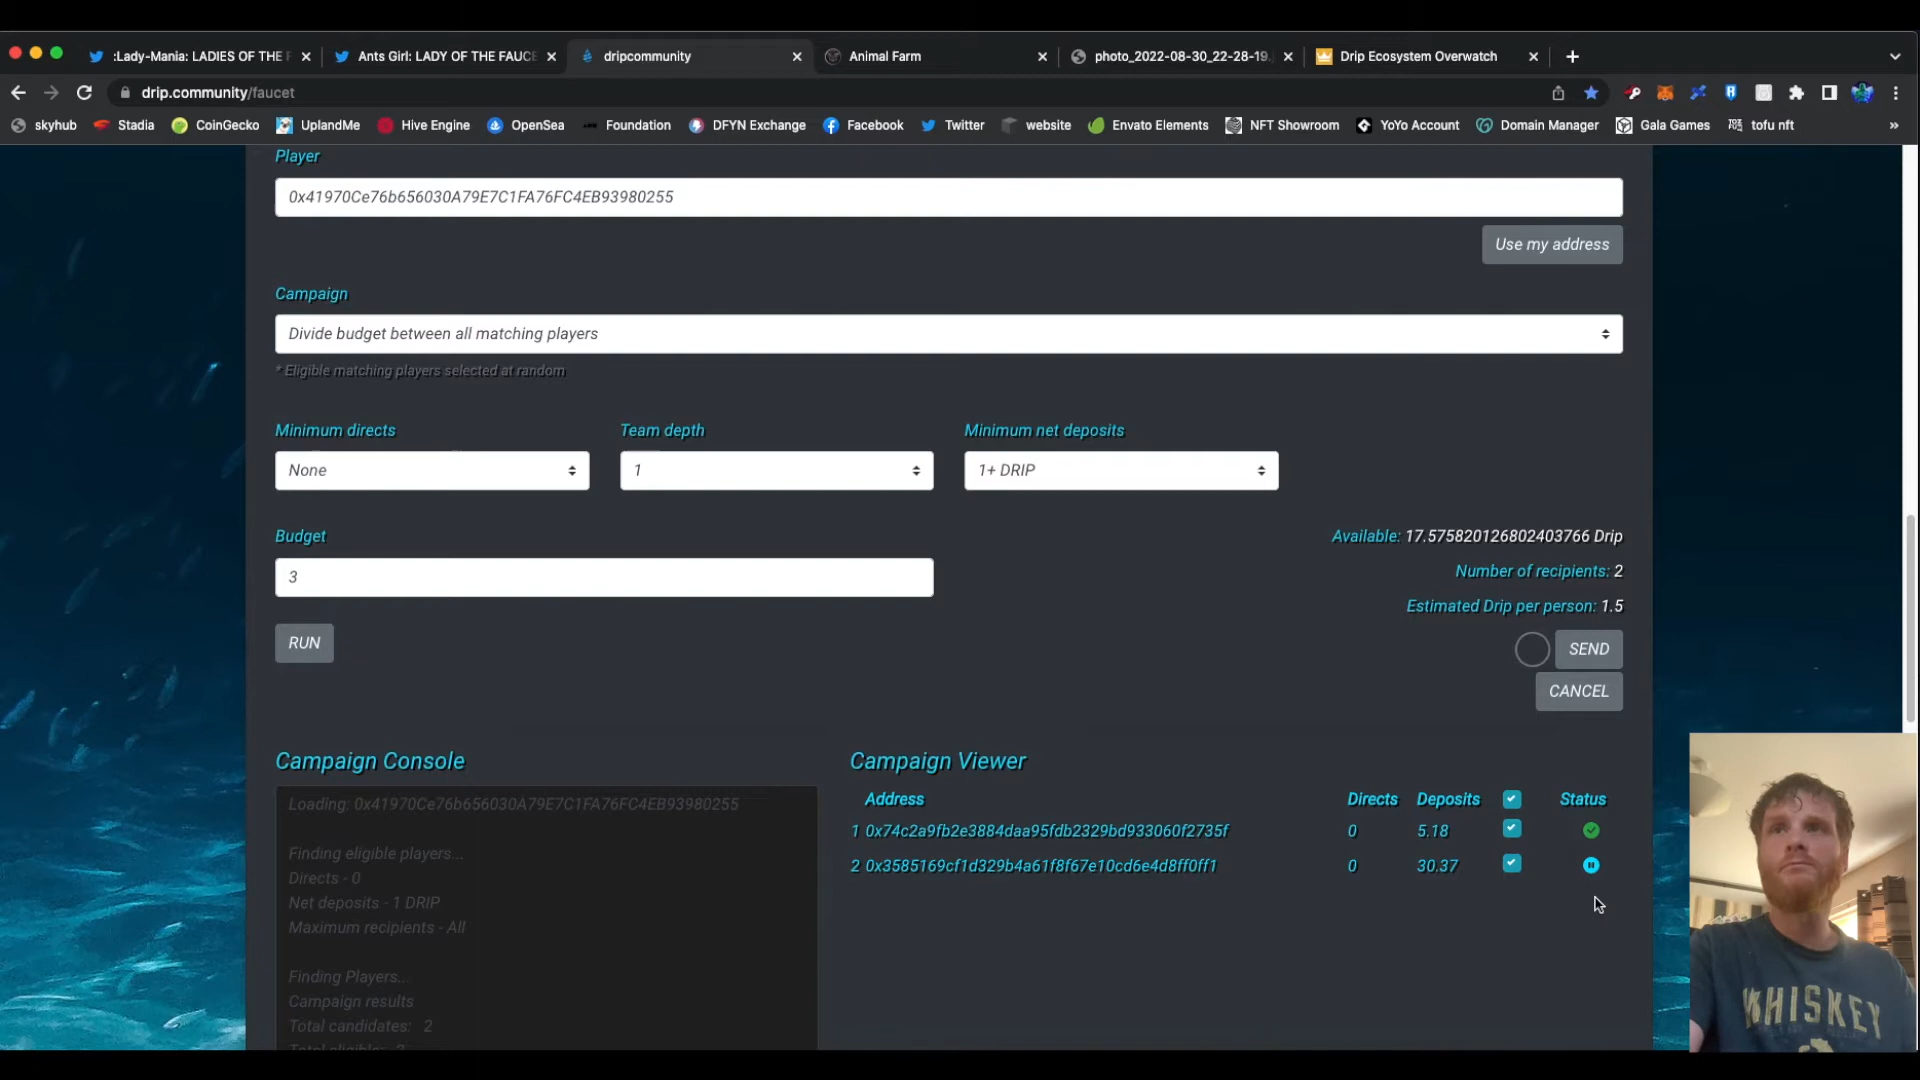 :Lady-Mania: LADIES OF THE F
Ants Girl: LADY OF THE FAUCE
dripcommunity
Animal Farm
photo_2022-08-30_22-28-19.
Drip Ecosystem Overwatch
drip.community/faucet
skyhub
Stadia
CoinGecko
UplandMe
Hive Engine
OpenSea
Foundation
DFYN Exchange
Facebook
Twitter
website
Envato Elements
NFT Showroom
YoYo Account
Domain Manager
Gala Games
tofu nft
»
Player
0x41970Ce76b656030A79E7C1FA76FC4EB93980255
Use my address
Campaign
Divide budget between all matching players
* Eligible matching players selected at random
Minimum directs
Team depth
Minimum net deposits
None
1
1+ DRIP
Budget
3
Available: 17.575820126802403766 Drip
Number of recipients: 2
Estimated Drip per person: 1.5
RUN
SEND
CANCEL
Campaign Console
Loading: 0x41970Ce76b656030A79E7C1FA76FC4EB93980255
Finding eligible players...
Directs - 0
Net deposits - 1 DRIP
Maximum recipients - All
Finding Players...
Campaign results
Total candidates: 2
Total eligible: 2
Campaign Viewer
Address Directs Deposits Status
1 0x74c2a9fb2e3884daa95fdb2329bd933060f2735f 0 5.18
2 0x3585169cf1d329b4a61f8f67e10cd6e4d8ff0ff1 0 30.37
WHISKEY